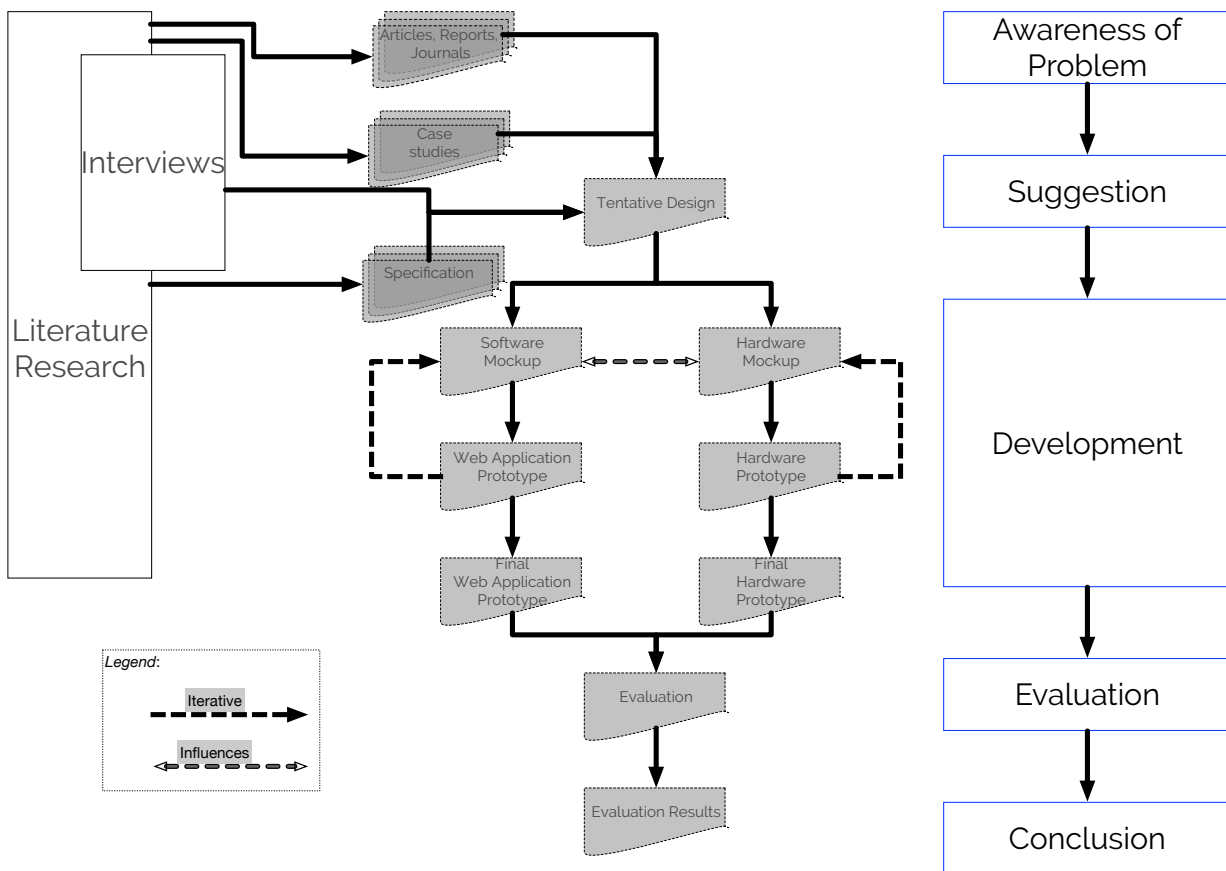 Literature
Research
Interviews
Articles, Reports,
Journals
Case
studies
Specification
Tentative Design
Software
Mockup
Hardware
Mockup
Web Application
Prototype
Hardware
Prototype
Final
Web Application
Prototype
Final
Hardware
Prototype
Evaluation
Evaluation Results
Legend:
Iterative
Influences
Awareness of
Problem
Suggestion
Development
Evaluation
Conclusion